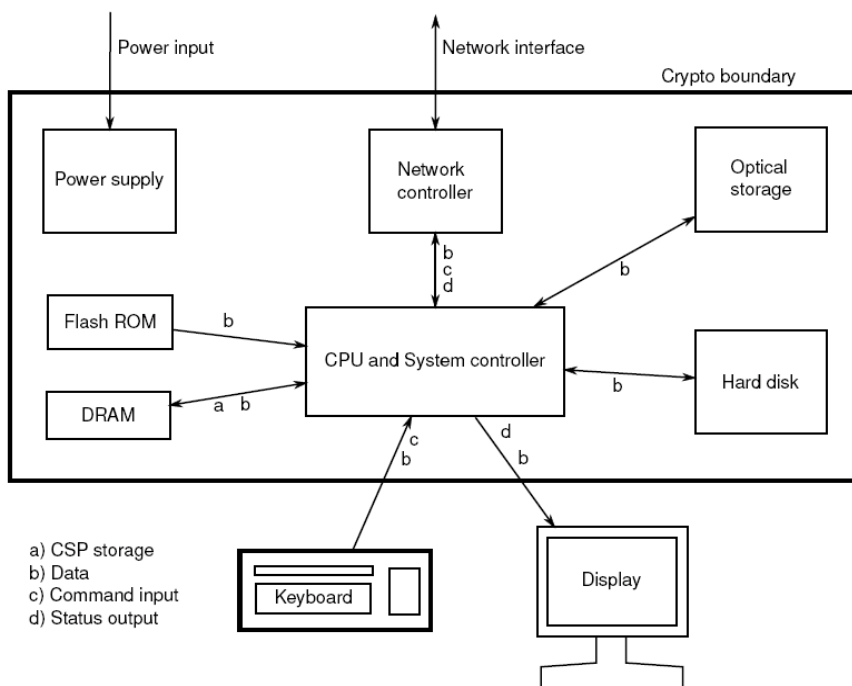 Power input
Network interface
Crypto boundary
Power supply
Network
controller
Optical
storage
b
c
d
b
Flash ROM
b
CPU and System controller
b
Hard disk
DRAM
a b
c
b
d
b
a) CSP storage
b) Data
c) Command input
d) Status output
Keyboard
Display